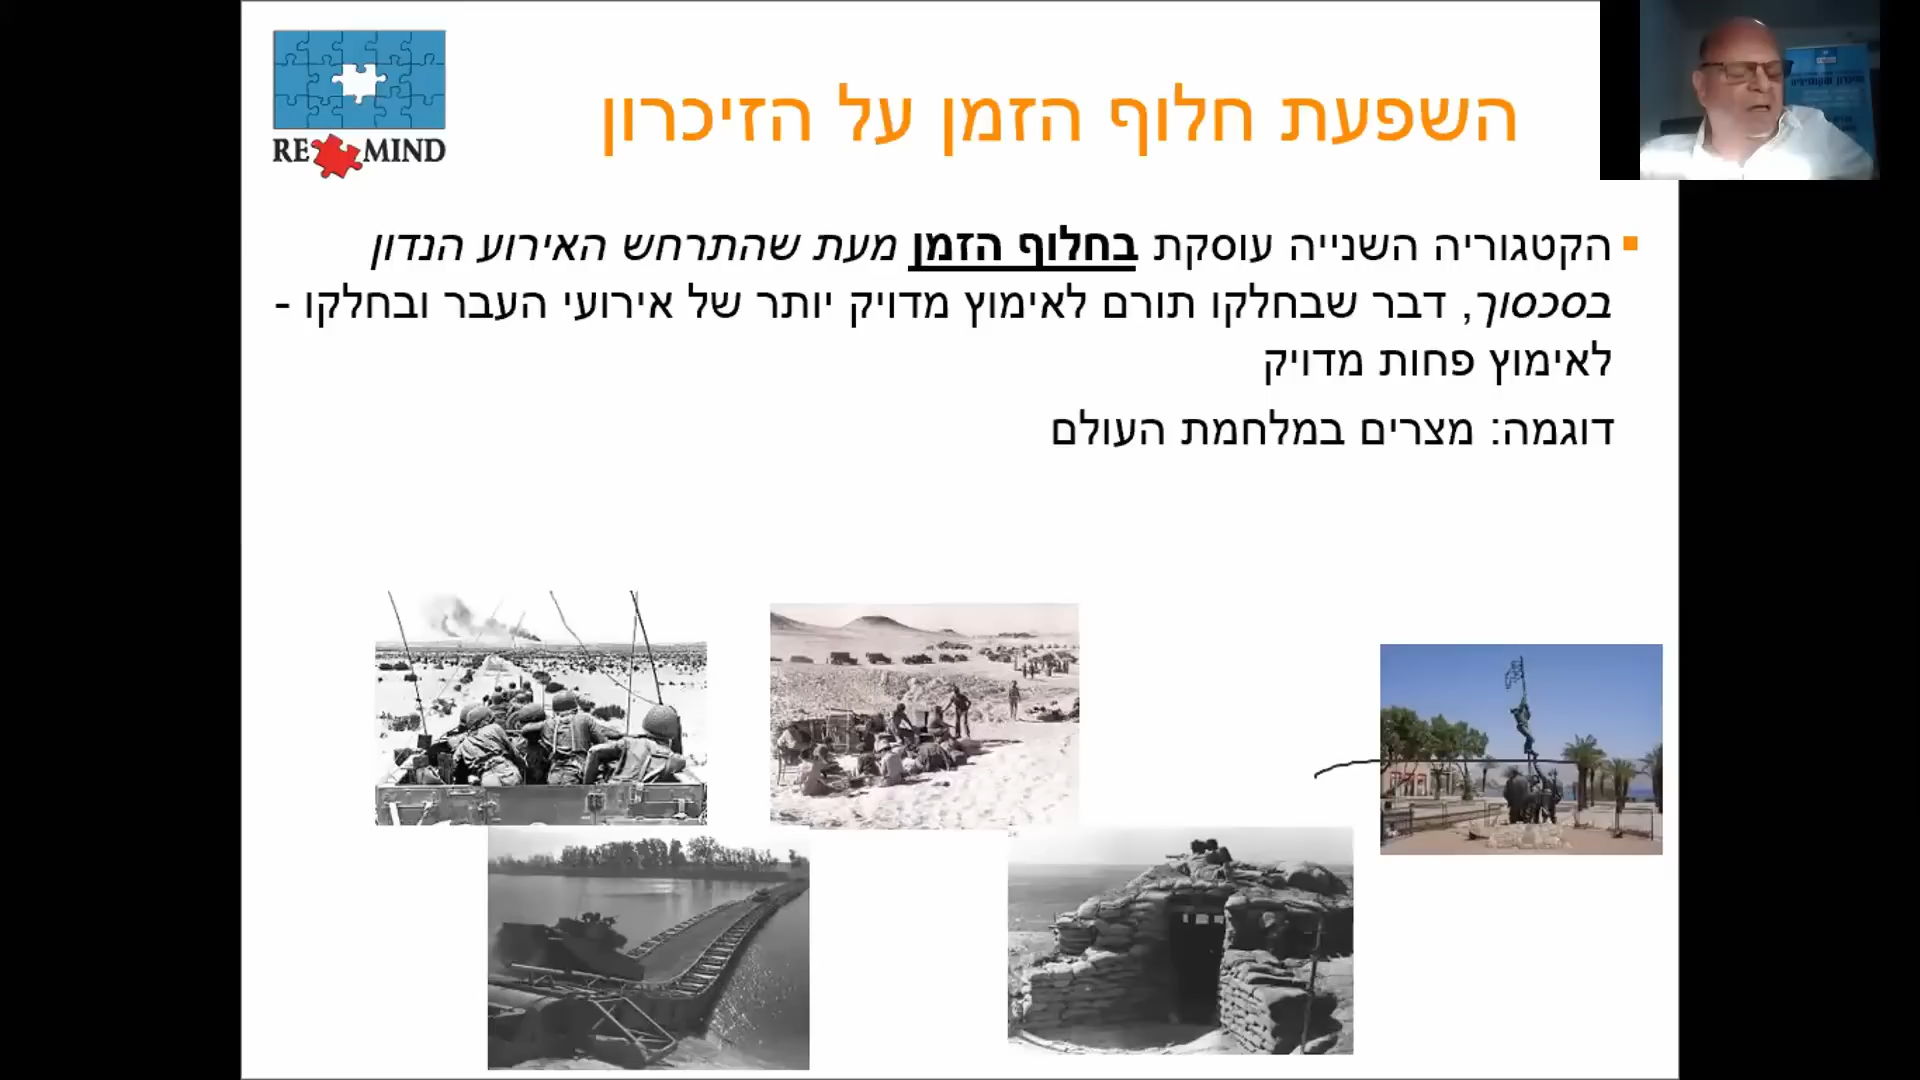 השפעת חלוף הזמן על הזיכרון
RE MIND
הקטגוריה השנייה עוסקת בחלוף הזמן מעת שהתרחש האירוע הנדון
בסכסוך, דבר שבחלקו תורם לאימוץ מדויק יותר של אירועי העבר ובחלקו -
לאימוץ פחות מדויק
דוגמה: מצרים במלחמת העולם